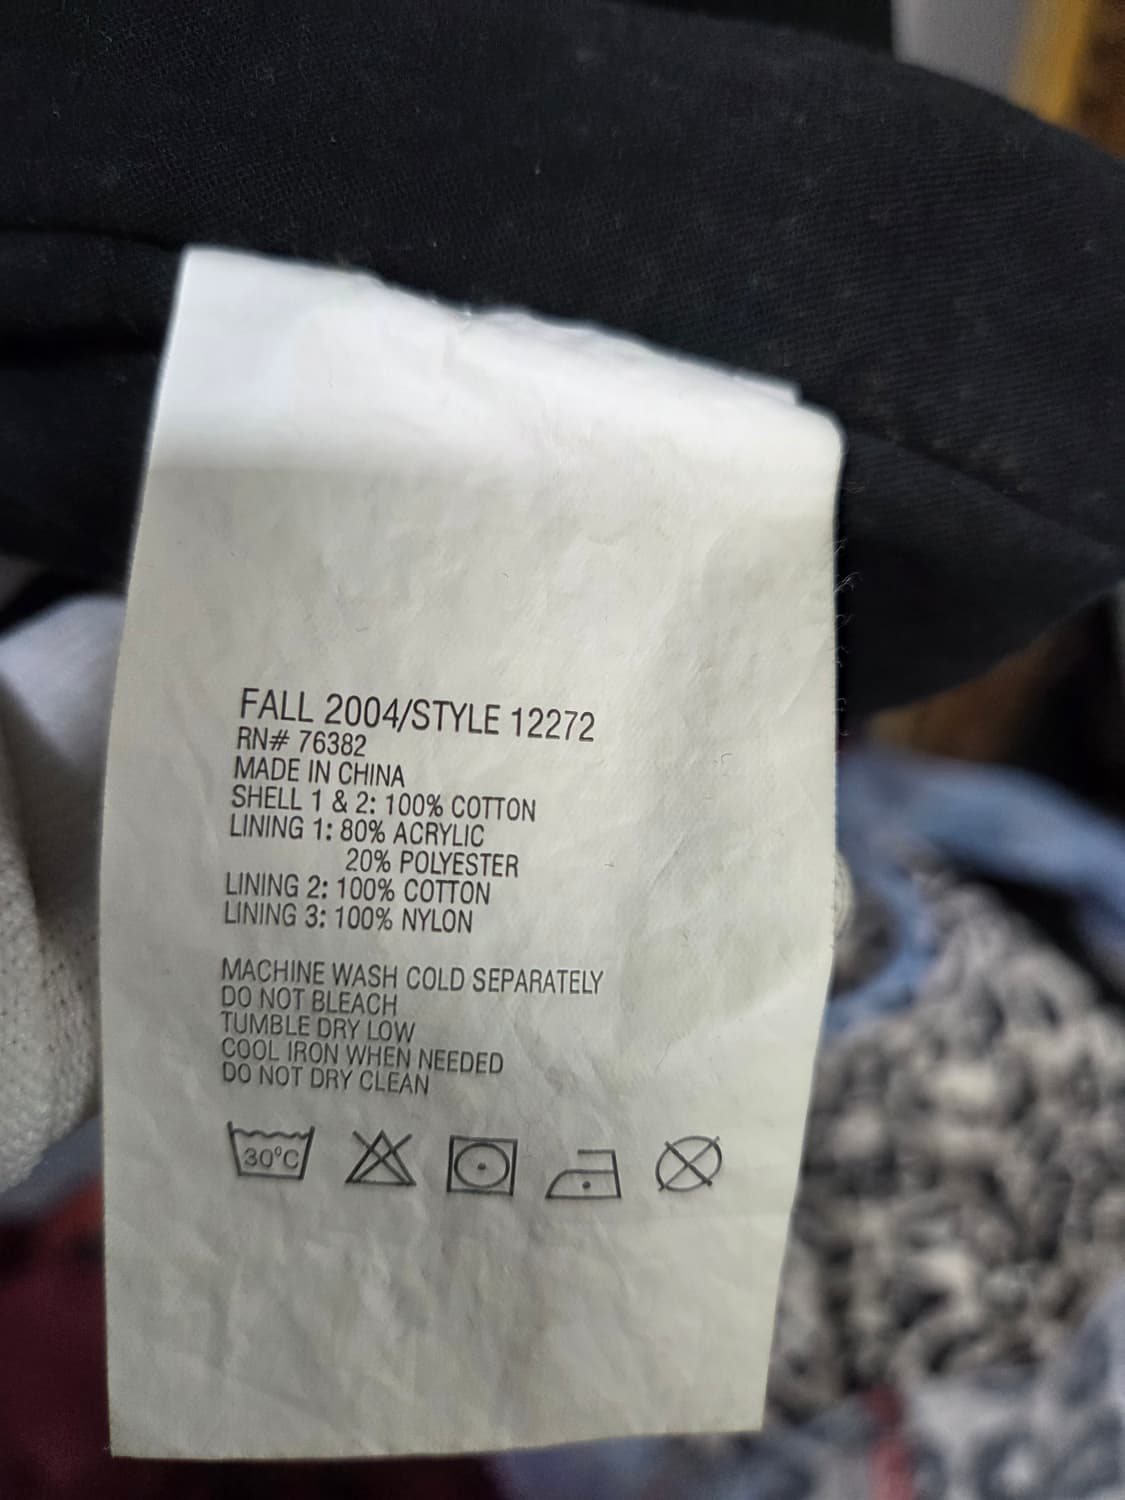 FALL 2004/STYLE 12272
RN# 76382
MADE IN CHINA
SHELL 1 & 2: 100% COTTON
LINING 1: 80% ACRYLIC
20% POLYESTER
LINING 2: 100% COTTON
LINING 3: 100% NYLON
MACHINE WASH COLD SEPARATELY
DO NOT BLEACH
TUMBLE DRY LOW
COOL IRON WHEN NEEDED
DO NOT DRY CLEAN
30°C